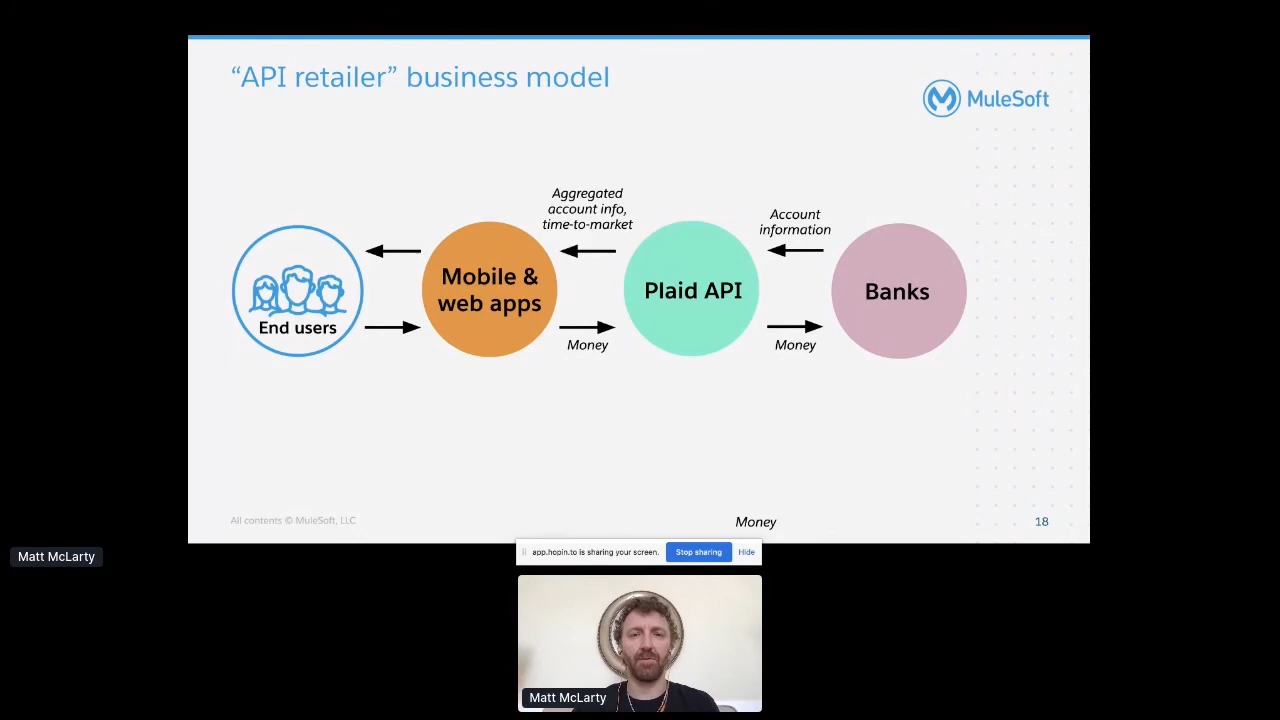 “API retailer” business model
MuleSoft
Aggregated
account info,
time-to-market
Account
information
End users
Mobile &
web apps
Plaid API
Banks
Money
Money
All contents © MuleSoft, LLC
Money
18
Matt McLarty
app.hopin.to is sharing your screen.
Stop sharing
Hide
Matt McLarty